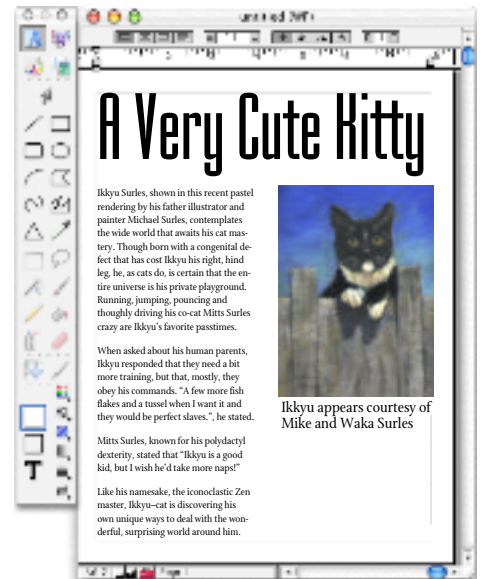 untitled (WP)
A Very Cute Kitty
Ikkyu Surles, shown in this recent pastel
rendering by his father illustrator and
painter Michael Surles, contemplates
the wide world that awaits his cat mas-
tery. Though born with a congenital de-
fect that has cost Ikkyu his right, hind
leg, he, as cats do, is certain that the en-
tire universe is his private playground.
Running, jumping, pouncing and
thoughly driving his co-cat Mitts Surles
crazy are Ikkyu's favorite passtimes.
When asked about his human parents,
Ikkyu responded that they need a bit
more training, but that, mostly, they
obey his commands. “A few more fish
flakes and a tussel when I want it and
they would be perfect slaves.”, he stated.
Mitts Surles, known for his polydactyl
dexterity, stated that “Ikkyu is a good
kid, but I wish he'd take more naps!”
Like his namesake, the iconoclastic Zen
master, Ikkyu–cat is discovering his
own unique ways to deal with the won-
derful, surprising world around him.
Ikkyu appears courtesy of
Mike and Waka Surles